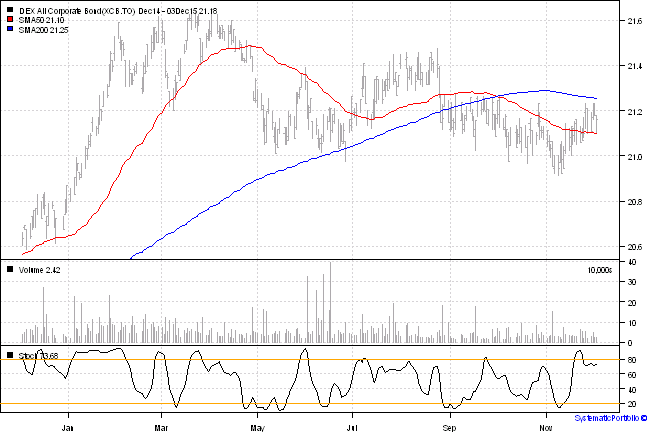 DEX All Corporate Bond(XCB.TO) Dec14 - 03Dec15 21.18
SMA50 21.10
SMA200 21.25
21.6
21.4
21.2
21.0
20.8
20.6
Volume 2.42
10,000s
40
30
20
10
0
Stoch 73.68
80
60
40
20
Jan Mar May Jul Sep Nov
SystematicPortfolio ©